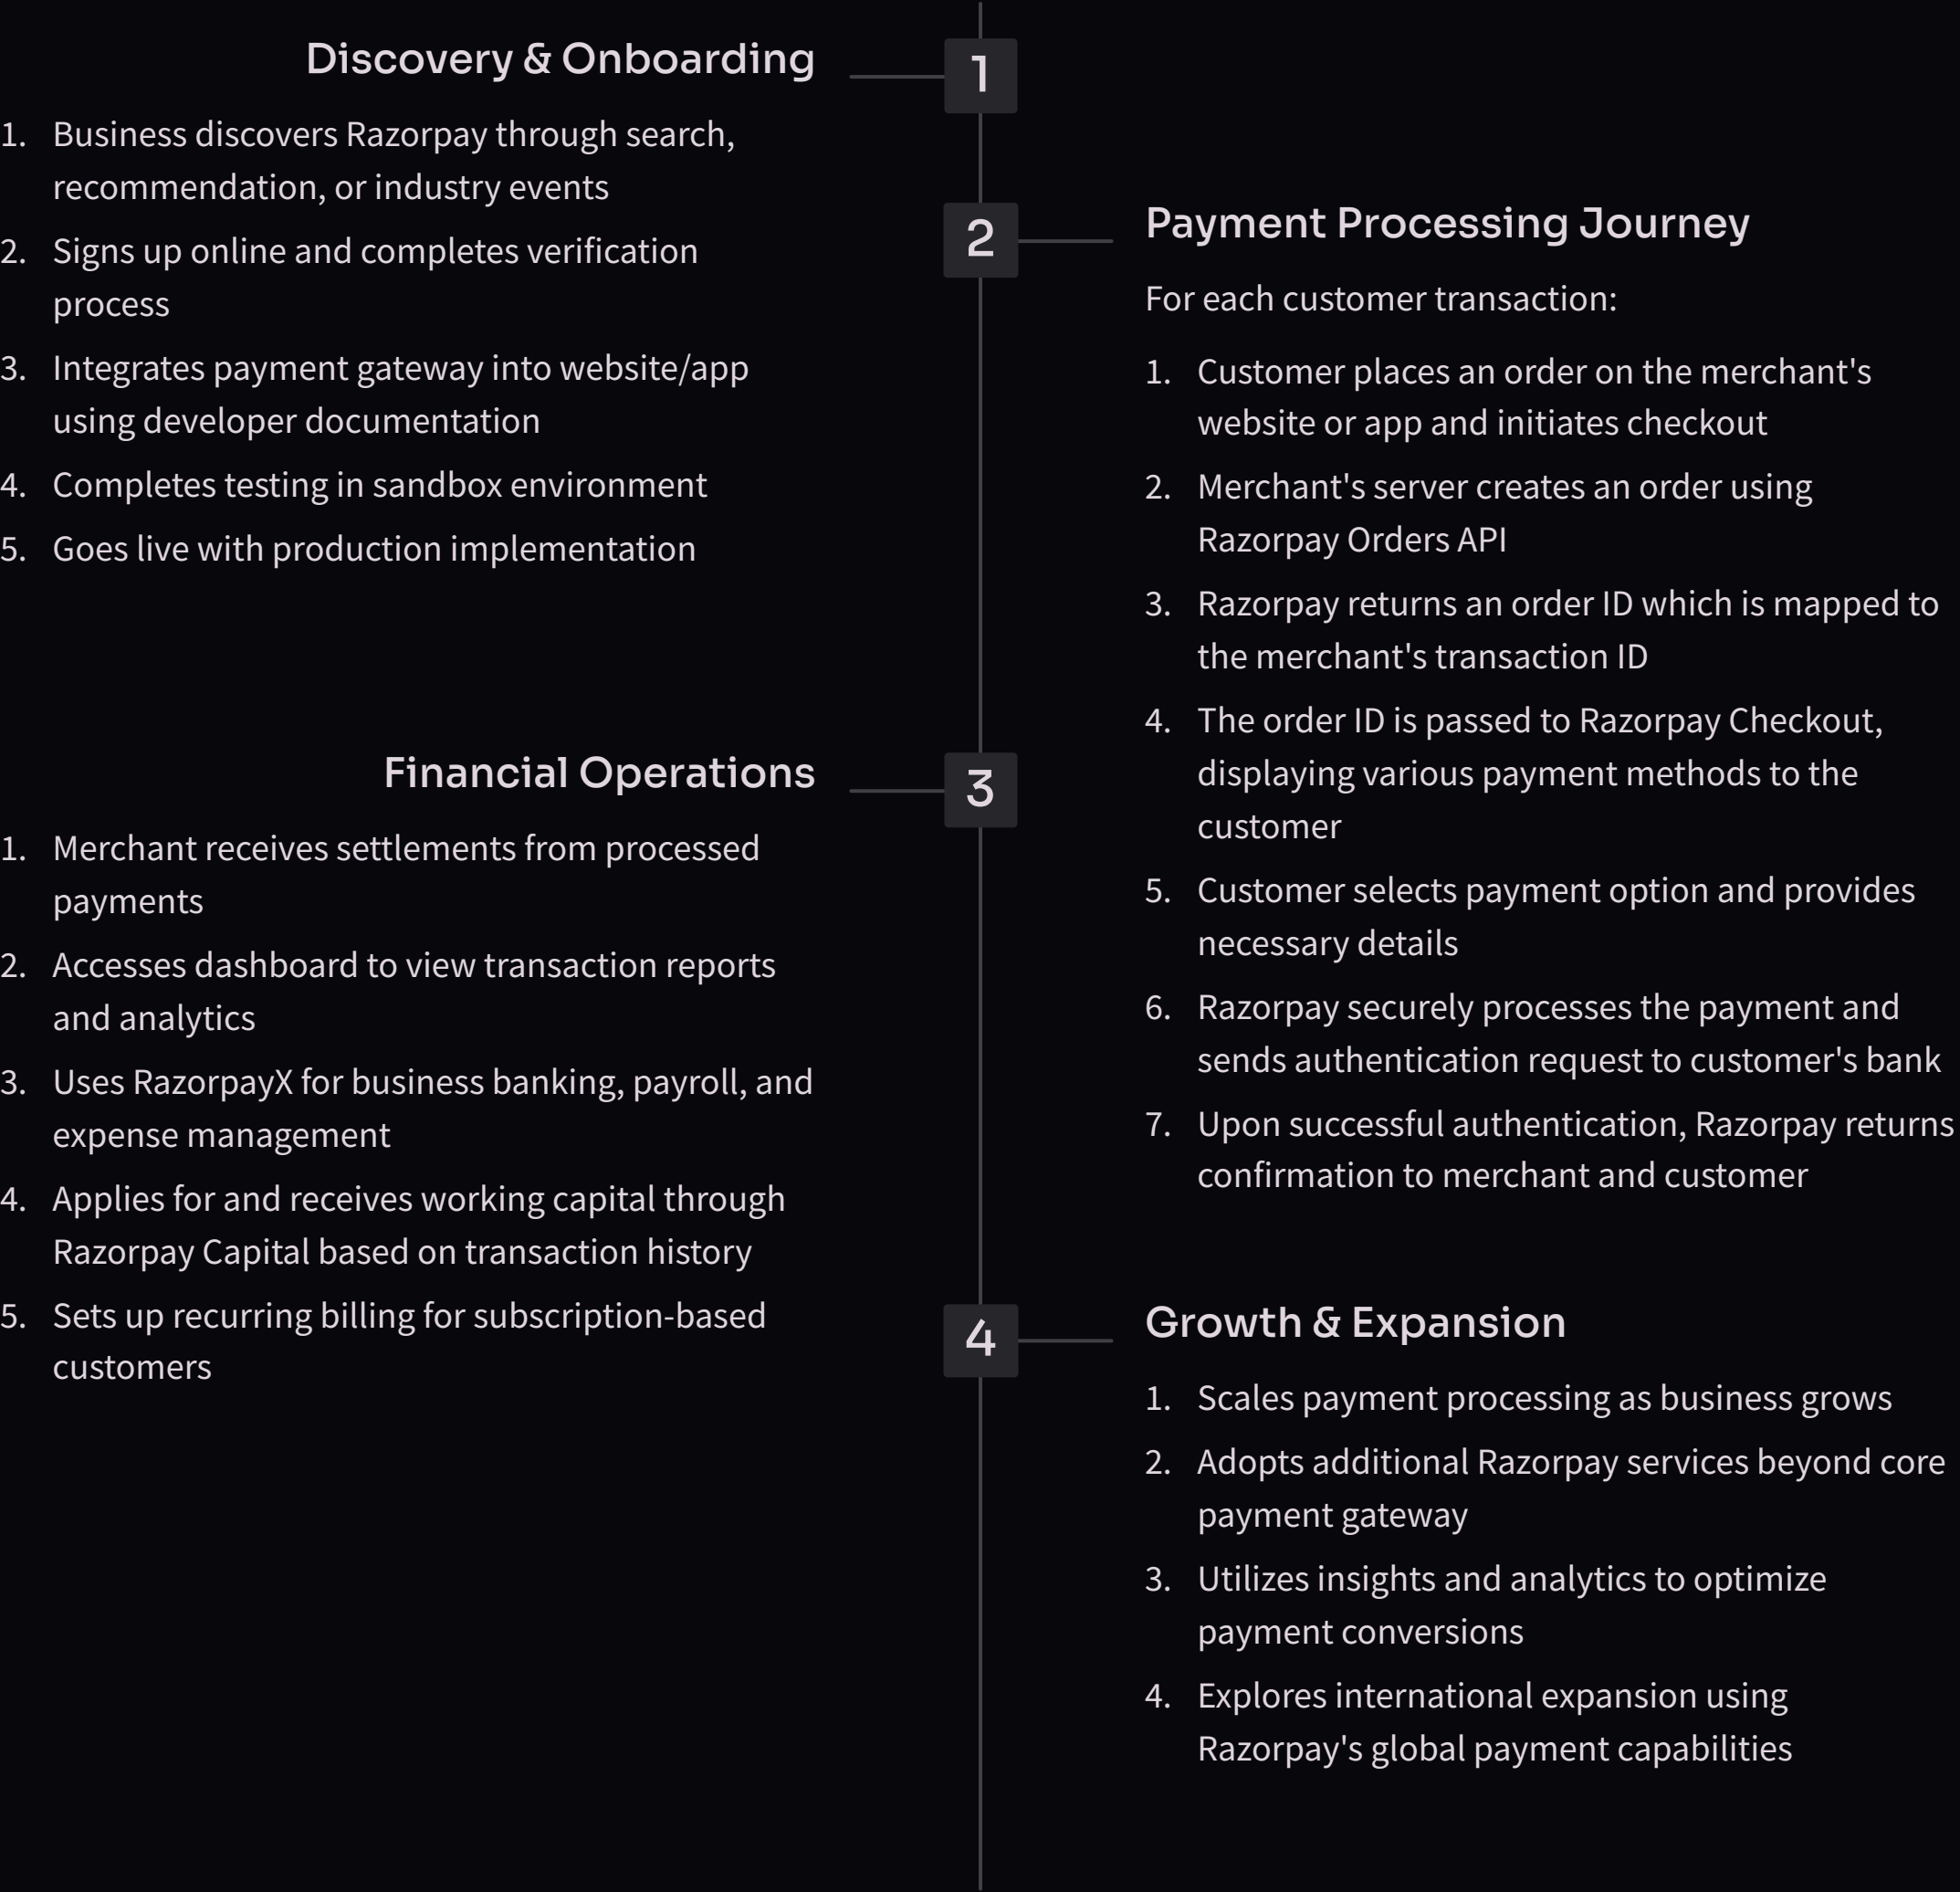 Discovery & Onboarding
1
1. Business discovers Razorpay through search,
recommendation, or industry events
2. Signs up online and completes verification
process
3. Integrates payment gateway into website/app
using developer documentation
4. Completes testing in sandbox environment
5. Goes live with production implementation
2
Payment Processing Journey
For each customer transaction:
1. Customer places an order on the merchant's
website or app and initiates checkout
2. Merchant's server creates an order using
Razorpay Orders API
3. Razorpay returns an order ID which is mapped to
the merchant's transaction ID
4. The order ID is passed to Razorpay Checkout,
displaying various payment methods to the
customer
5. Customer selects payment option and provides
necessary details
6. Razorpay securely processes the payment and
sends authentication request to customer's bank
7. Upon successful authentication, Razorpay returns
confirmation to merchant and customer
Financial Operations
3
1. Merchant receives settlements from processed
payments
2. Accesses dashboard to view transaction reports
and analytics
3. Uses RazorpayX for business banking, payroll, and
expense management
4. Applies for and receives working capital through
Razorpay Capital based on transaction history
5. Sets up recurring billing for subscription-based
customers
4
Growth & Expansion
1. Scales payment processing as business grows
2. Adopts additional Razorpay services beyond core
payment gateway
3. Utilizes insights and analytics to optimize
payment conversions
4. Explores international expansion using
Razorpay's global payment capabilities